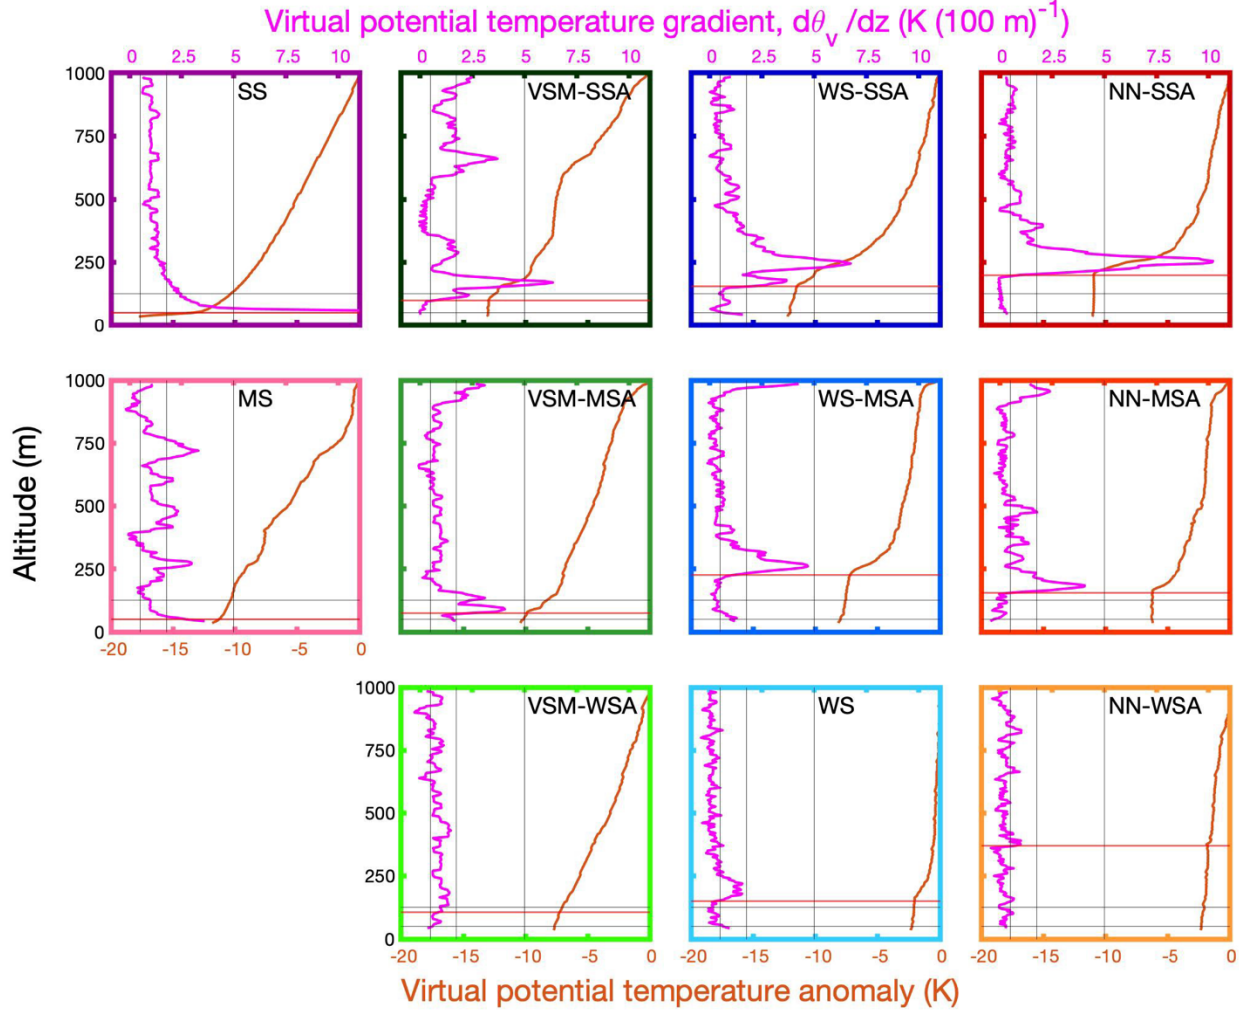 Virtual potential temperature gradient, dθv /dz (K (100 m)-1)
0 2.5 5 7.5 10 0 2.5 5 7.5 10 0 2.5 5 7.5 10 0 2.5 5 7.5 10
1000
SS VSM-SSA WS-SSA NN-SSA
750
500
250
0
1000
MS VSM-MSA WS-MSA NN-MSA
750
500
250
0
-20 -15 -10 -5 0
Altitude (m)
1000
VSM-WSA WS NN-WSA
750
500
250
0
-20 -15 -10 -5 0 -20 -15 -10 -5 0 -20 -15 -10 -5 0
Virtual potential temperature anomaly (K)